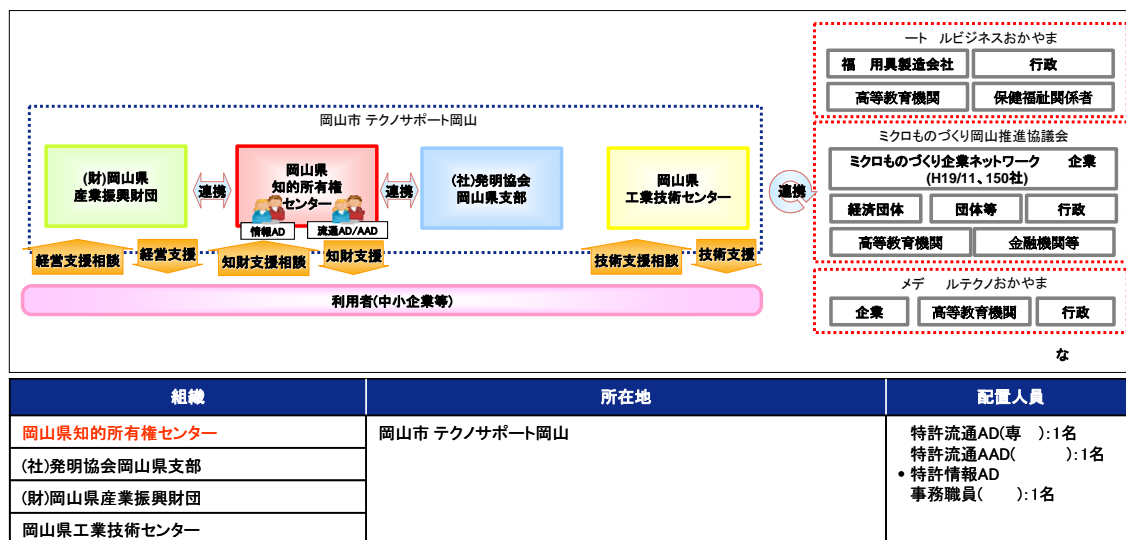 ート ルビジネスおかやま
福 用具製造会社
行政
高等教育機関
保健福祉関係者
岡山市 テクノサポート岡山
(財)岡山県
産業振興財団
連携
岡山県
知的所有権
センター
情報AD
流通AD/AAD
連携
(社)発明協会
岡山県支部
岡山県
工業技術センター
連携
ミクロものづくり岡山推進協議会
ミクロものづくり企業ネットワーク 企業
(H19/11、150社)
経済団体
団体等
行政
高等教育機関
金融機関等
経営支援相談
経営支援
知財支援相談
知財支援
技術支援相談
技術支援
利用者(中小企業等)
メデ ルテクノおかやま
企業
高等教育機関
行政
な
組織
所在地
配置人員
岡山県知的所有権センター
(社)発明協会岡山県支部
(財)岡山県産業振興財団
岡山県工業技術センター
岡山市 テクノサポート岡山
特許流通AD(専 ):1名
特許流通AAD( ):1名
• 特許情報AD
事務職員( ):1名